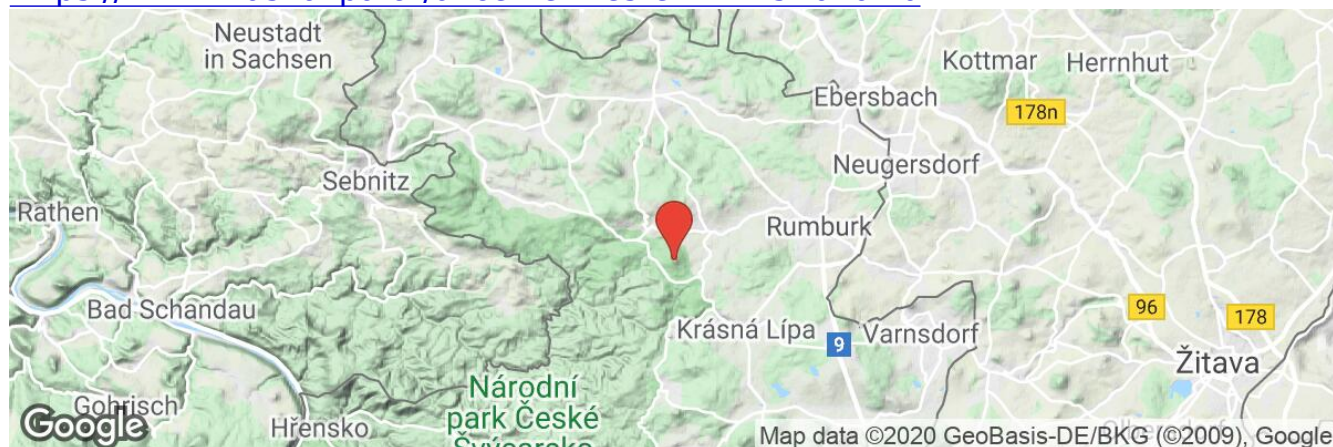 Neustadt
in Sachsen
Kottmar
Herrnhut
Ebersbach
178n
Neugersdorf
Sebnitz
Rathen
Rumburk
Bad Schandau
Krásná Lípa
9
Varnsdorf
96
178
Žitava
Národní
park České
Gohrisch
Hřensko
Google
Map data ©2020 GeoBasis-DE/BKG (©2009), Google